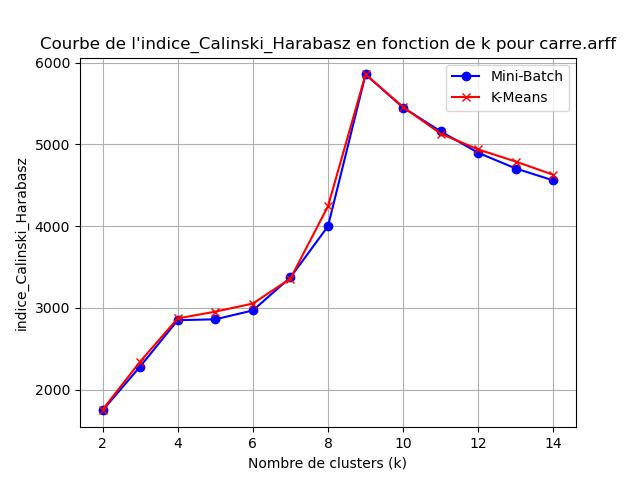 Courbe de l'indice_Calinski_Harabasz en fonction de k pour carre.arff
6000
5000
4000
3000
2000
indice_Calinski_Harabasz
Mini-Batch
K-Means
2 4 6 8 10 12 14
Nombre de clusters (k)